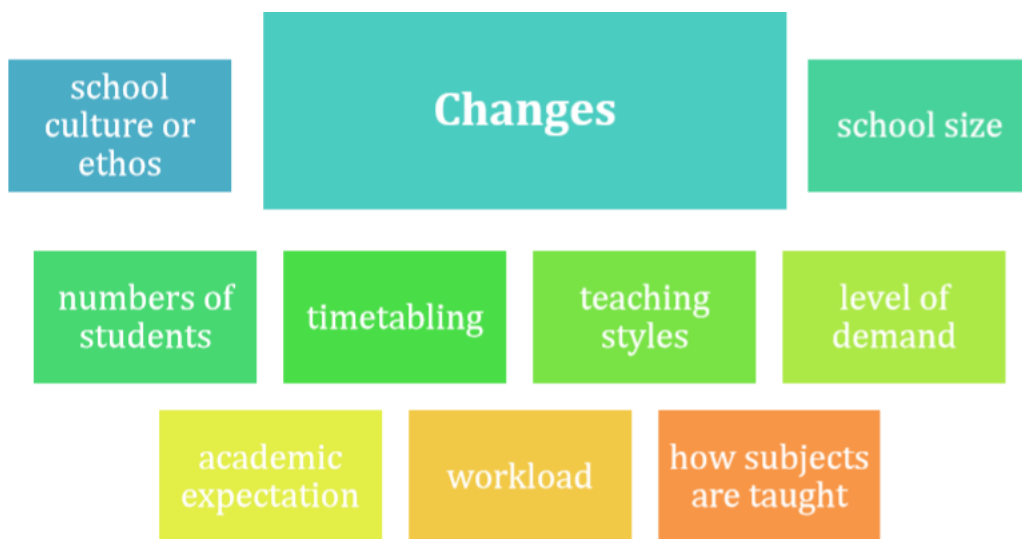 school
culture or
ethos
Changes
school size
numbers of
students
timetabling
teaching
styles
level of
demand
academic
expectation
workload
how subjects
are taught